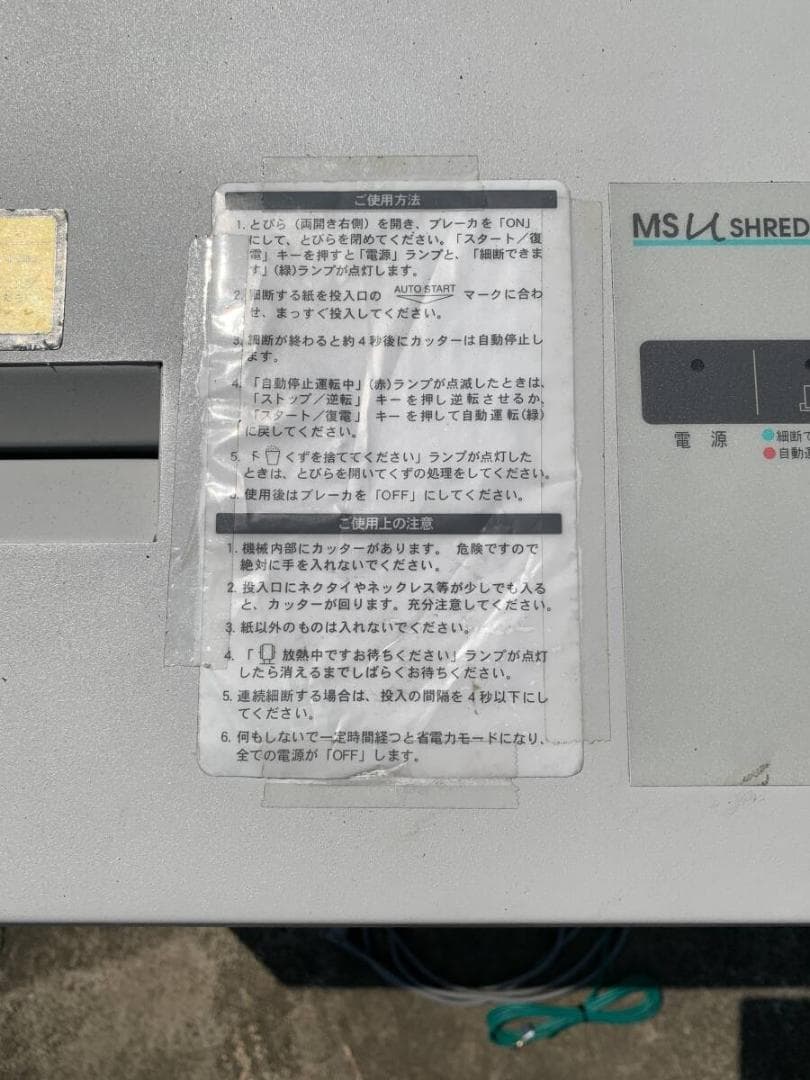 ご使用方法
1. とびら（両開き右側）を開き、ブレーカを「ON」
にして、とびらを閉めてください。「スタート／復
電」キーを押すと「電源」ランプと、「細断できま
す」(緑)ランプが点灯します。
2. 細断する紙を投入口の AUTO START マークに合わ
せ、まっすぐ投入してください。
3. 細断が終わると約4秒後にカッターは自動停止し
ます。
4. 「自動停止運転中」(赤)ランプが点滅したときは、
「ストップ／逆転」 キーを押し逆転させるか、
「スタート／復電」 キーを押して自動運転(緑)
に戻してください。
5. くずを捨ててください」ランプが点灯した
ときは、とびらを開いてくずの処理をしてください。
使用後はブレーカを「OFF」にしてください。
ご使用上の注意
1. 機械内部にカッターがあります。 危険ですので
絶対に手を入れないでください。
2. 投入口にネクタイやネックレス等が少しでも入る
と、カッターが回ります。充分注意してください。
3. 紙以外のものは入れないでください。
4. 「 放熱中ですお待ちください」ランプが点灯
したら消えるまでしばらくお待ちください。
5. 連続細断する場合は、投入の間隔を4秒以下にし
てください。
6. 何もしないで一定時間経つと省電力モードになり、
全ての電源が「OFF」します。
MS SHRED
電 源
細断で
自動運